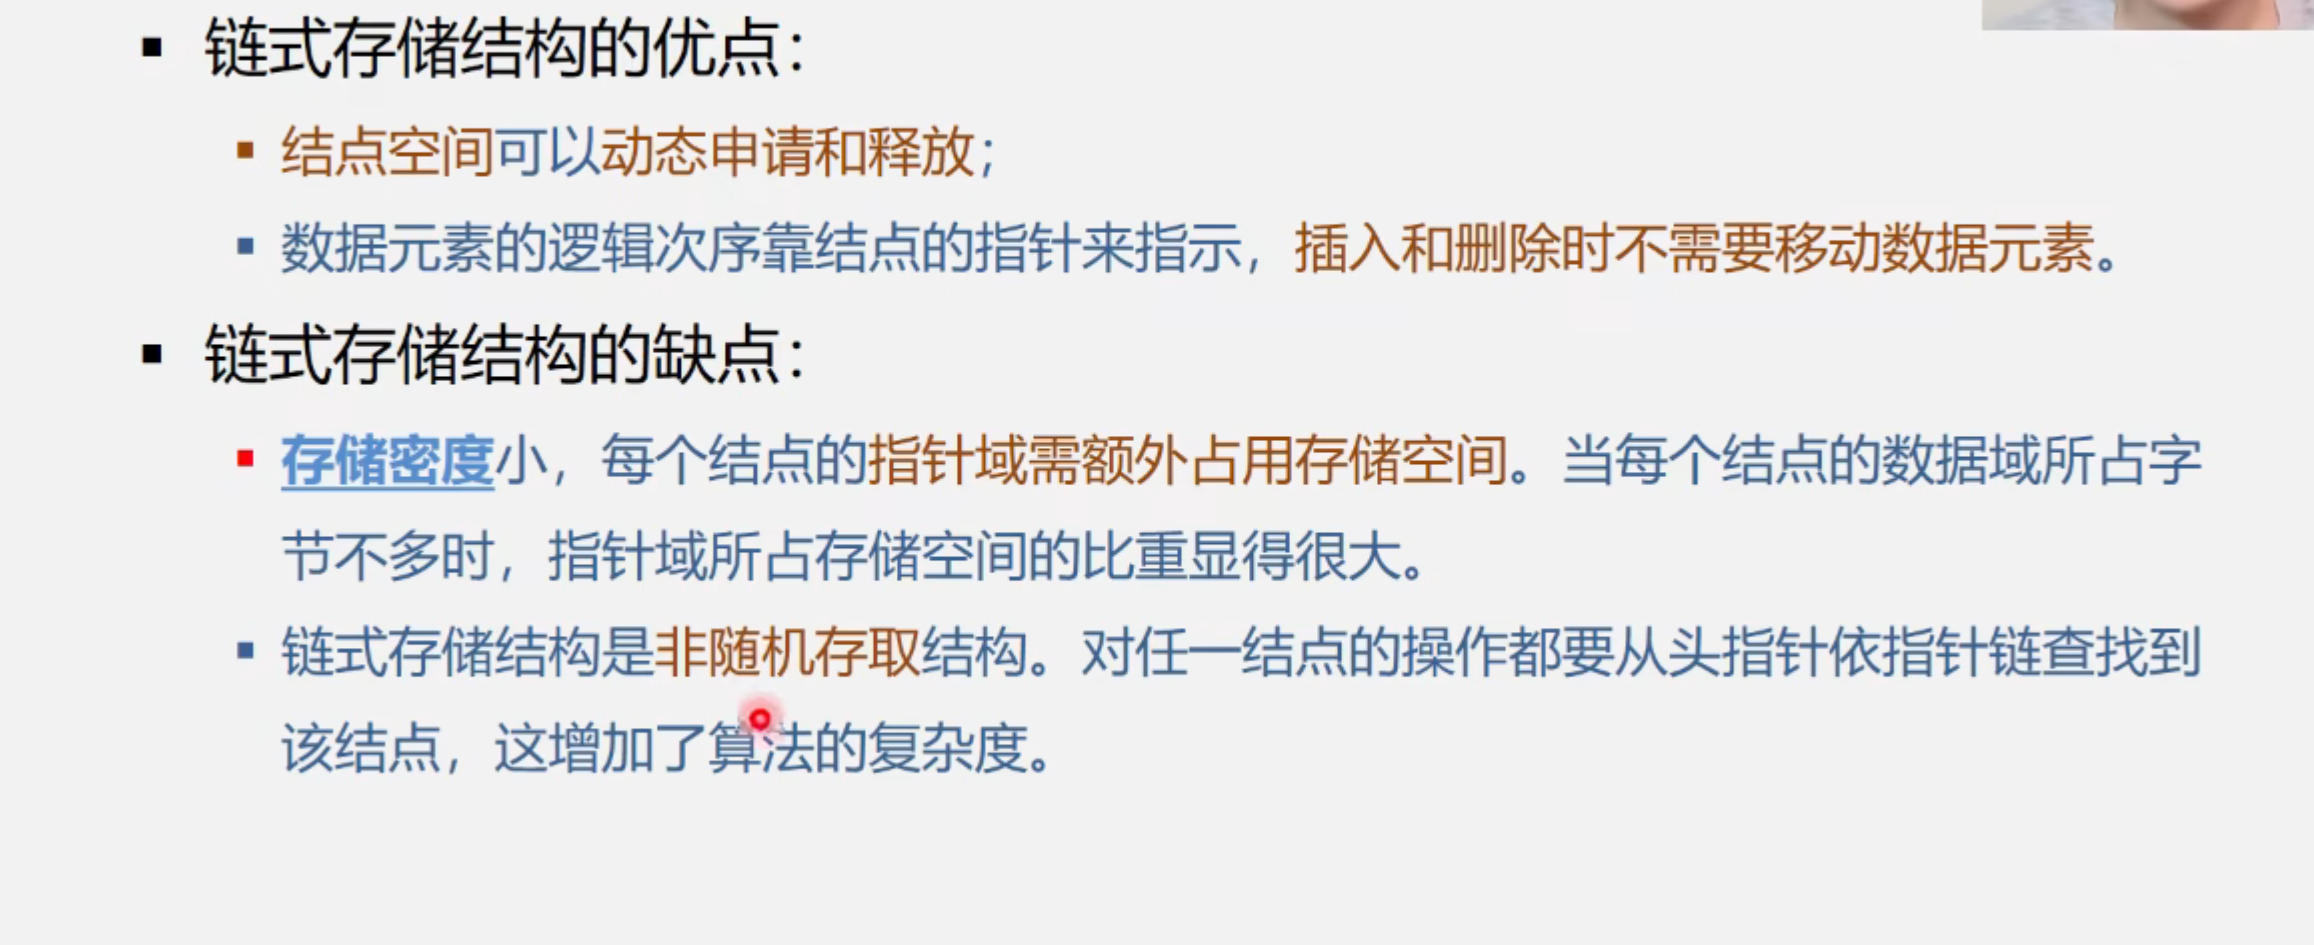 ▪ 链式存储结构的优点：
▪ 结点空间可以动态申请和释放；
▪ 数据元素的逻辑次序靠结点的指针来指示，插入和删除时不需要移动数据元素。
▪ 链式存储结构的缺点：
▪ 存储密度小，每个结点的指针域需额外占用存储空间。当每个结点的数据域所占字
节不多时，指针域所占存储空间的比重显得很大。
▪ 链式存储结构是非随机存取结构。对任一结点的操作都要从头指针依指针链查找到
该结点，这增加了算法的复杂度。